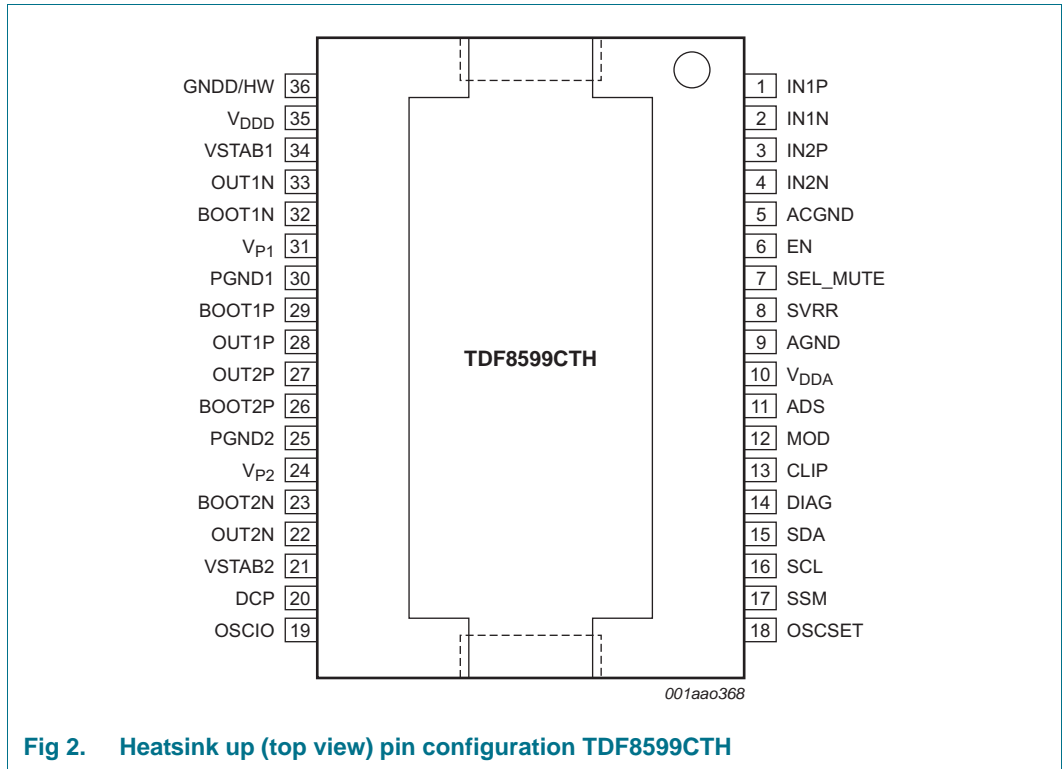 GNDD/HW 36
VDDD 35
VSTAB1 34
OUT1N 33
BOOT1N 32
VP1 31
PGND1 30
BOOT1P 29
OUT1P 28
OUT2P 27
BOOT2P 26
PGND2 25
VP2 24
BOOT2N 23
OUT2N 22
VSTAB2 21
DCP 20
OSCIO 19
TDF8599CTH
1 IN1P
2 IN1N
3 IN2P
4 IN2N
5 ACGND
6 EN
7 SEL_MUTE
8 SVRR
9 AGND
10 VDDA
11 ADS
12 MOD
13 CLIP
14 DIAG
15 SDA
16 SCL
17 SSM
18 OSCSET
001aao368
Fig 2. Heatsink up (top view) pin configuration TDF8599CTH